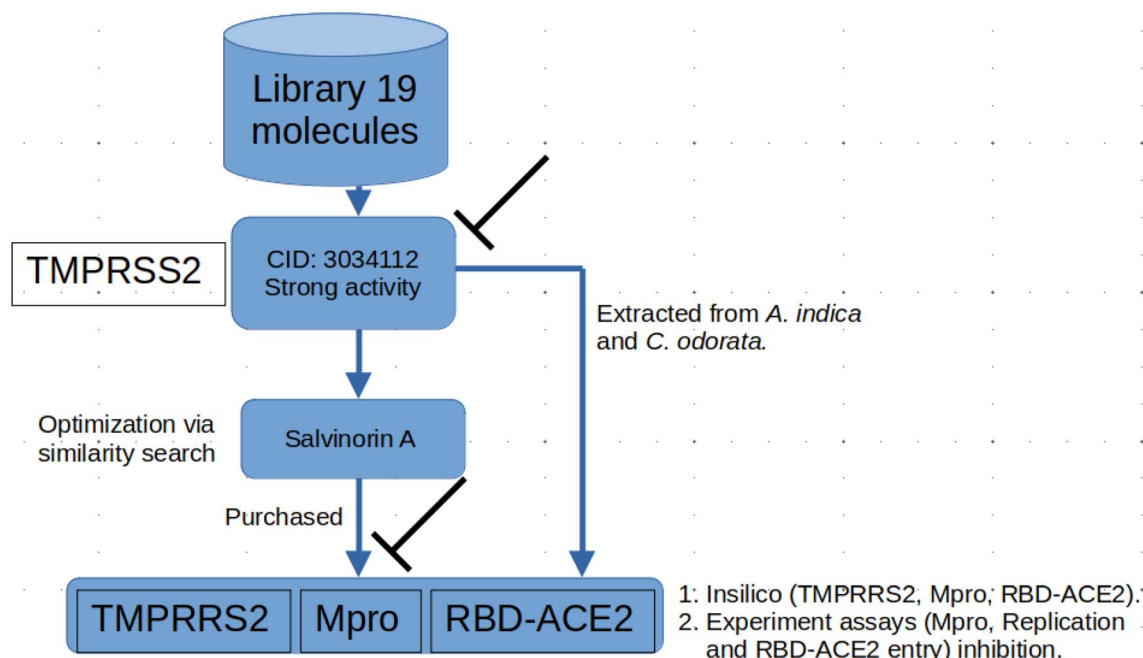 Library 19
molecules
TMPRSS2
CID: 3034112
Strong activity
Extracted from A. indica
and C. odorata.
Optimization via
similarity search
Salvinorin A
Purchased
TMPRRS2
Mpro
RBD-ACE2
1: Insilico (TMPRRS2, Mpro, RBD-ACE2).
2. Experiment assays (Mpro, Replication
and RBD-ACE2 entry) inhibition.